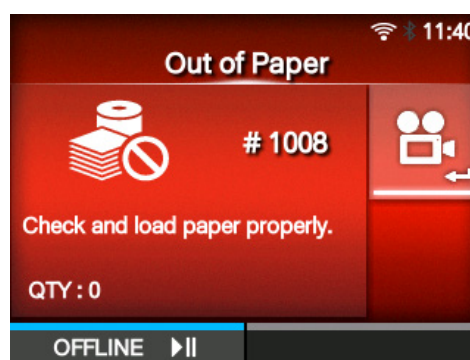 11:40
Out of Paper
# 1008
Check and load paper properly.
QTY : 0
OFFLINE